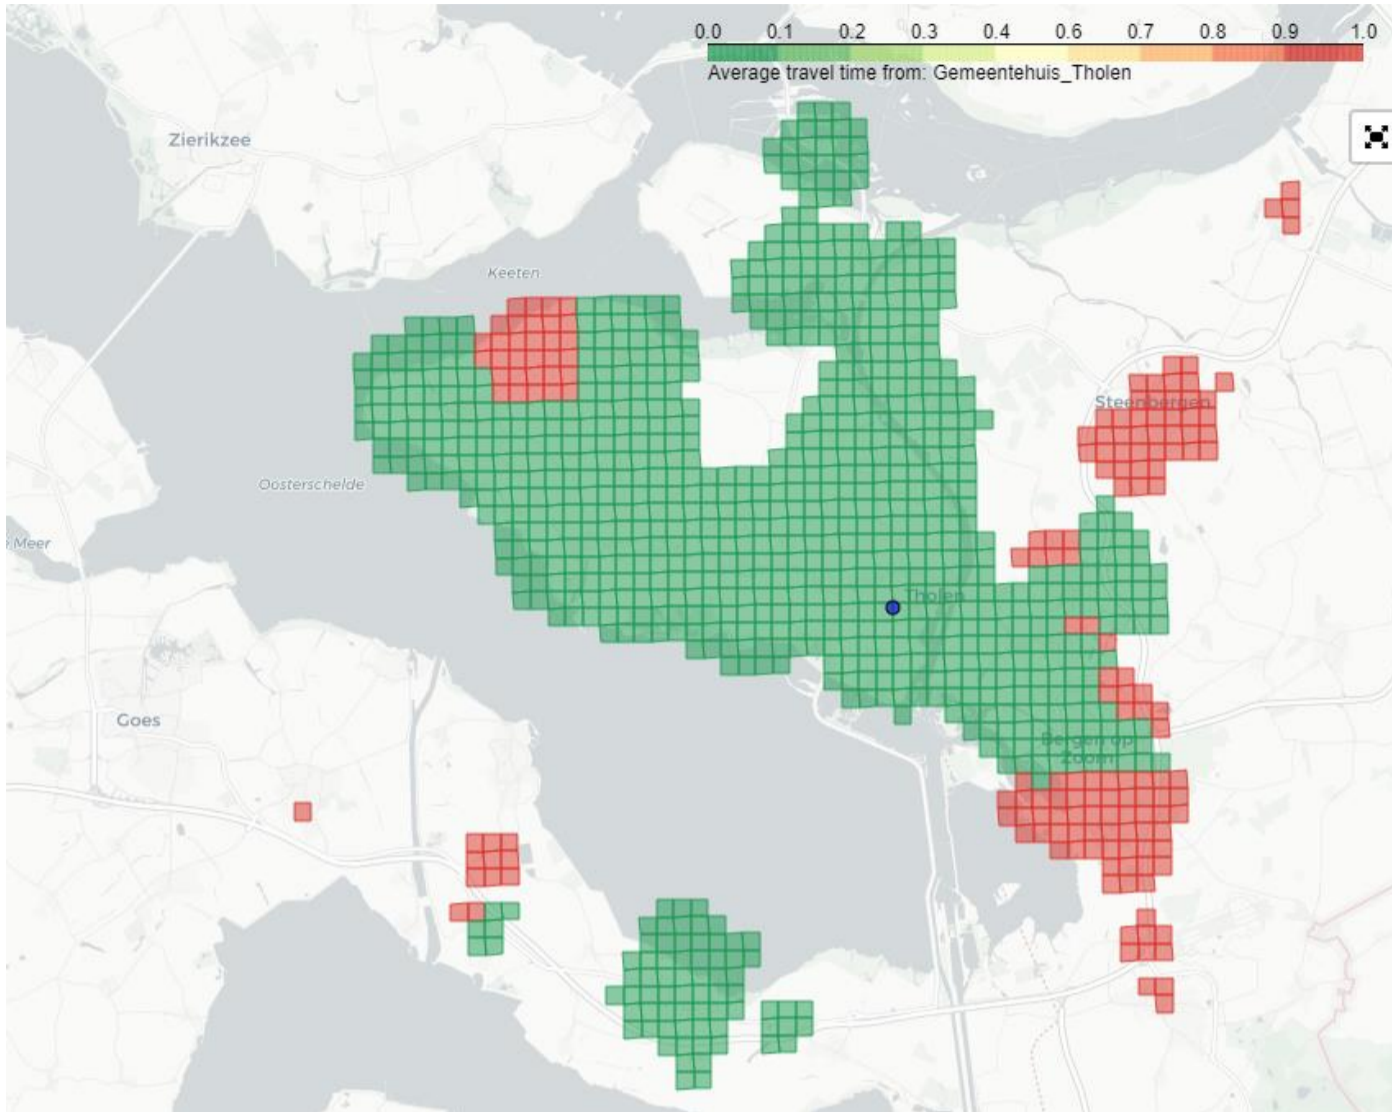 0.0 0.1 0.2 0.3 0.4 0.6 0.7 0.8 0.9 1.0
Average travel time from: Gemeentehuis_Tholen
Zierikzee
Keeten
Steenbergen
Oosterschelde
Meer
Tholen
Goes
Bergen op
Zoom